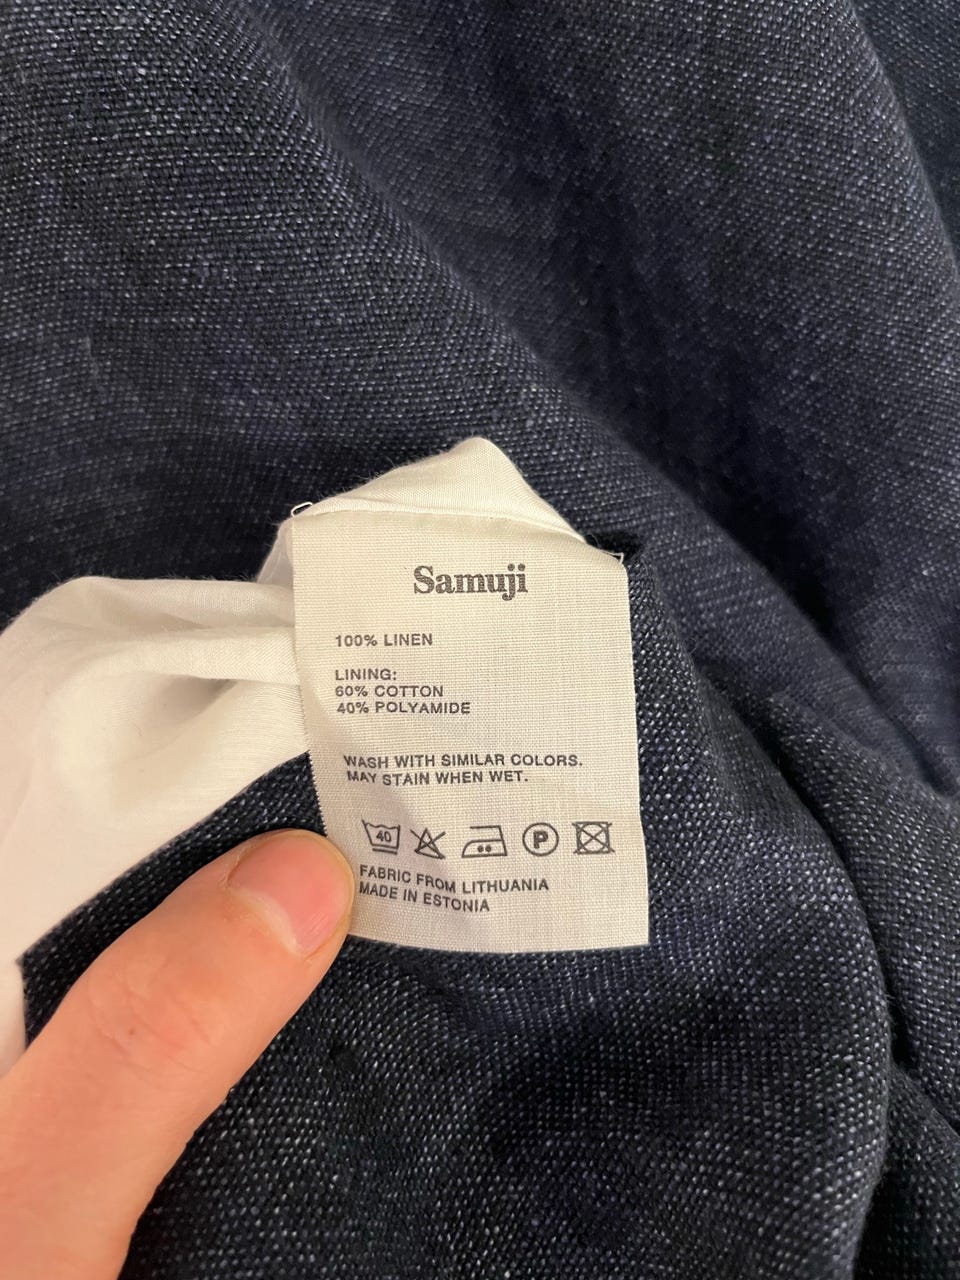 Samuji
100% LINEN
LINING:
60% COTTON
40% POLYAMIDE
WASH WITH SIMILAR COLORS.
MAY STAIN WHEN WET.
40 P
FABRIC FROM LITHUANIA
MADE IN ESTONIA